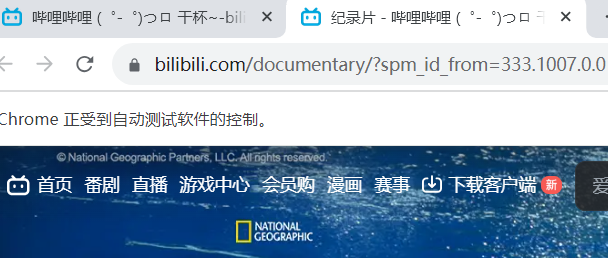 哔哩哔哩 (゜-゜)つロ 干杯~-bili
纪录片 - 哔哩哔哩 (゜-゜)つロ 干
bilibili.com/documentary/?spm_id_from=333.1007.0.0
Chrome 正受到自动测试软件的控制。
© National Geographic Partners, LLC. All rights reserved.
首页 番剧 直播 游戏中心 会员购 漫画 赛事 下载客户端 新
NATIONAL
GEOGRAPHIC